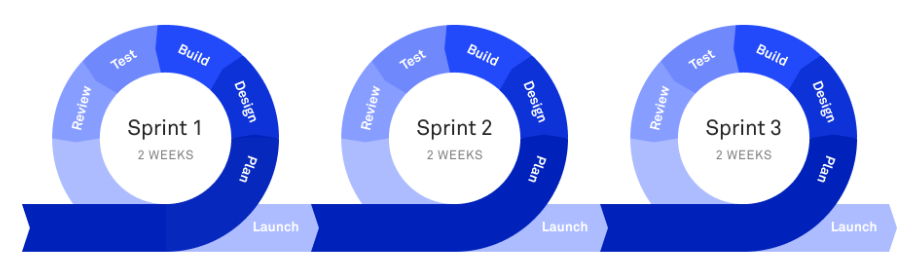 Test
Build
Review
Design
Sprint 1
2 WEEKS
Plan
Launch
Test
Build
Review
Design
Sprint 2
2 WEEKS
Plan
Launch
Test
Build
Review
Design
Sprint 3
2 WEEKS
Plan
Launch